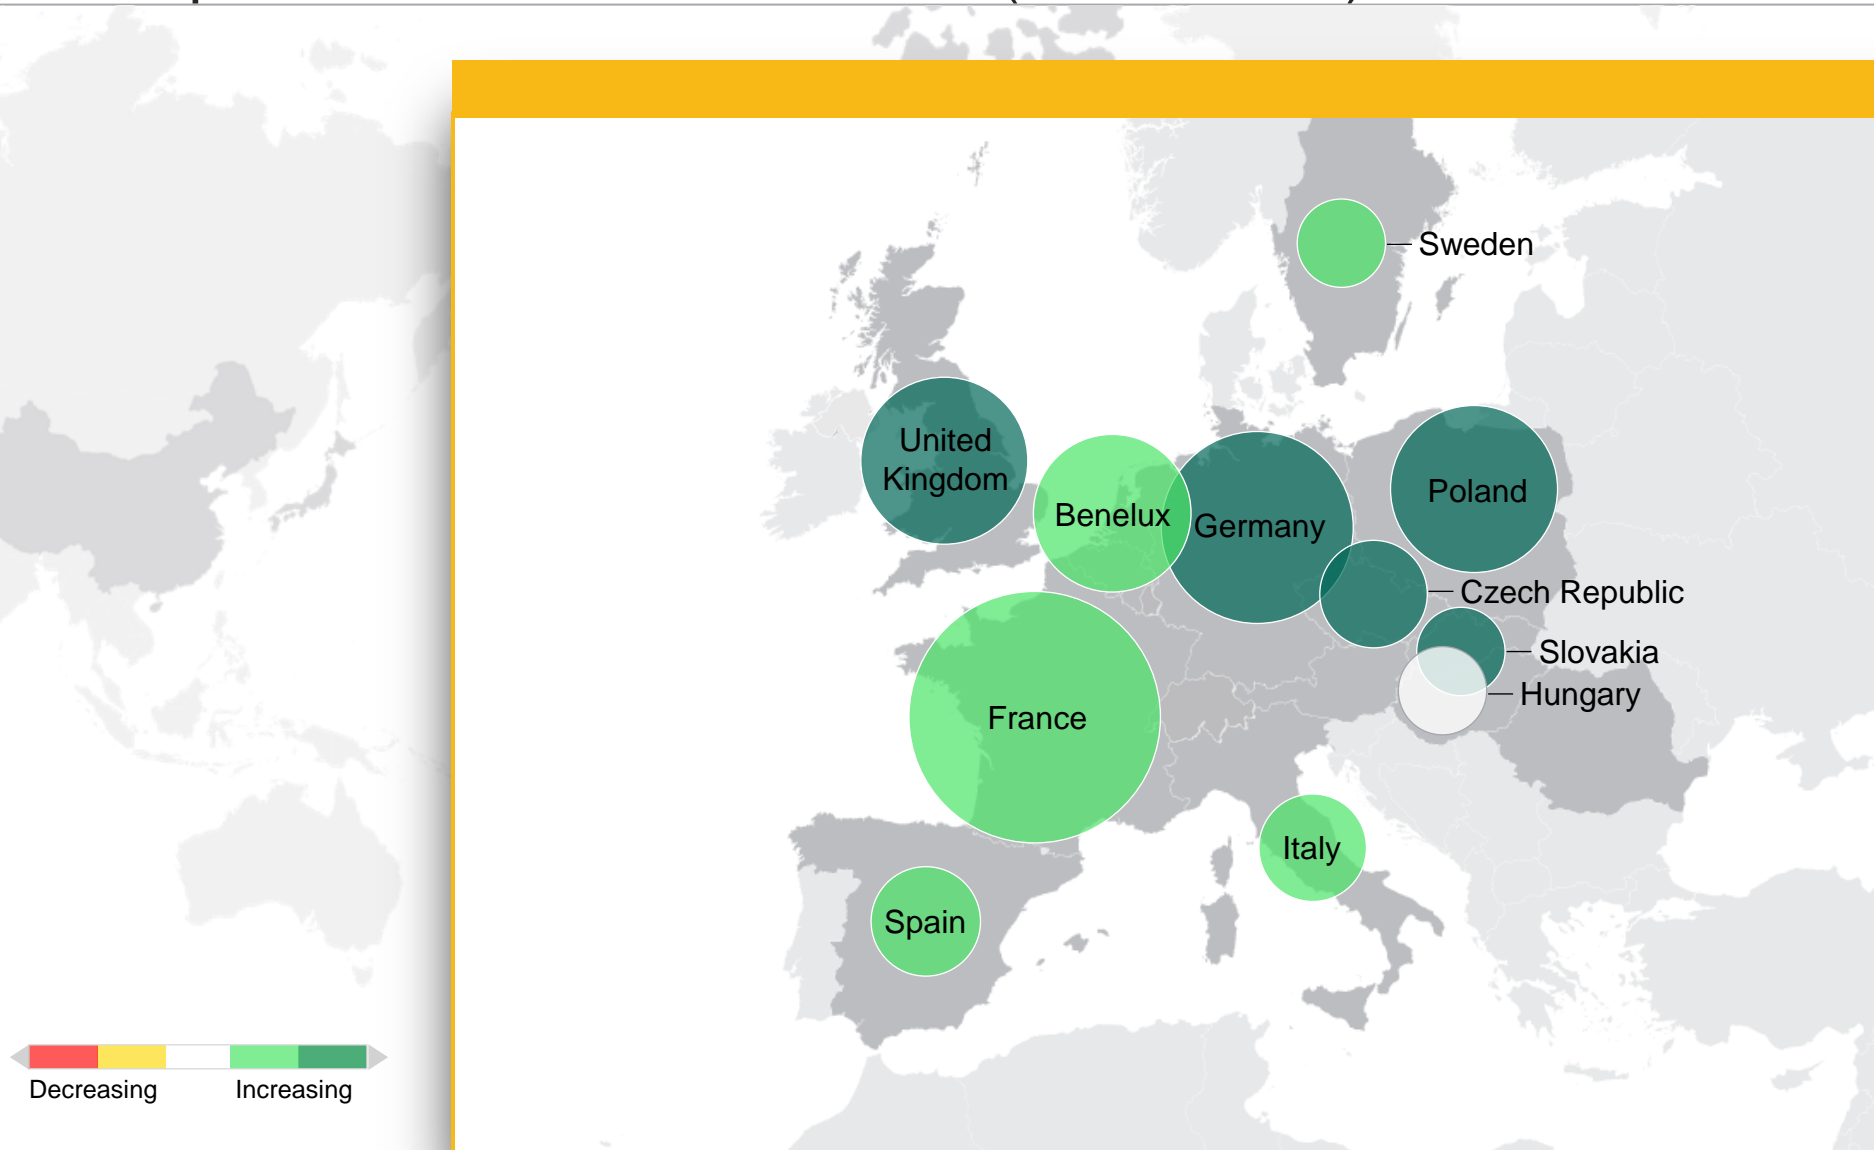 Sweden
United
Kingdom
Benelux
Germany
Poland
Czech Republic
Slovakia
Hungary
France
Italy
Spain
Decreasing
Increasing